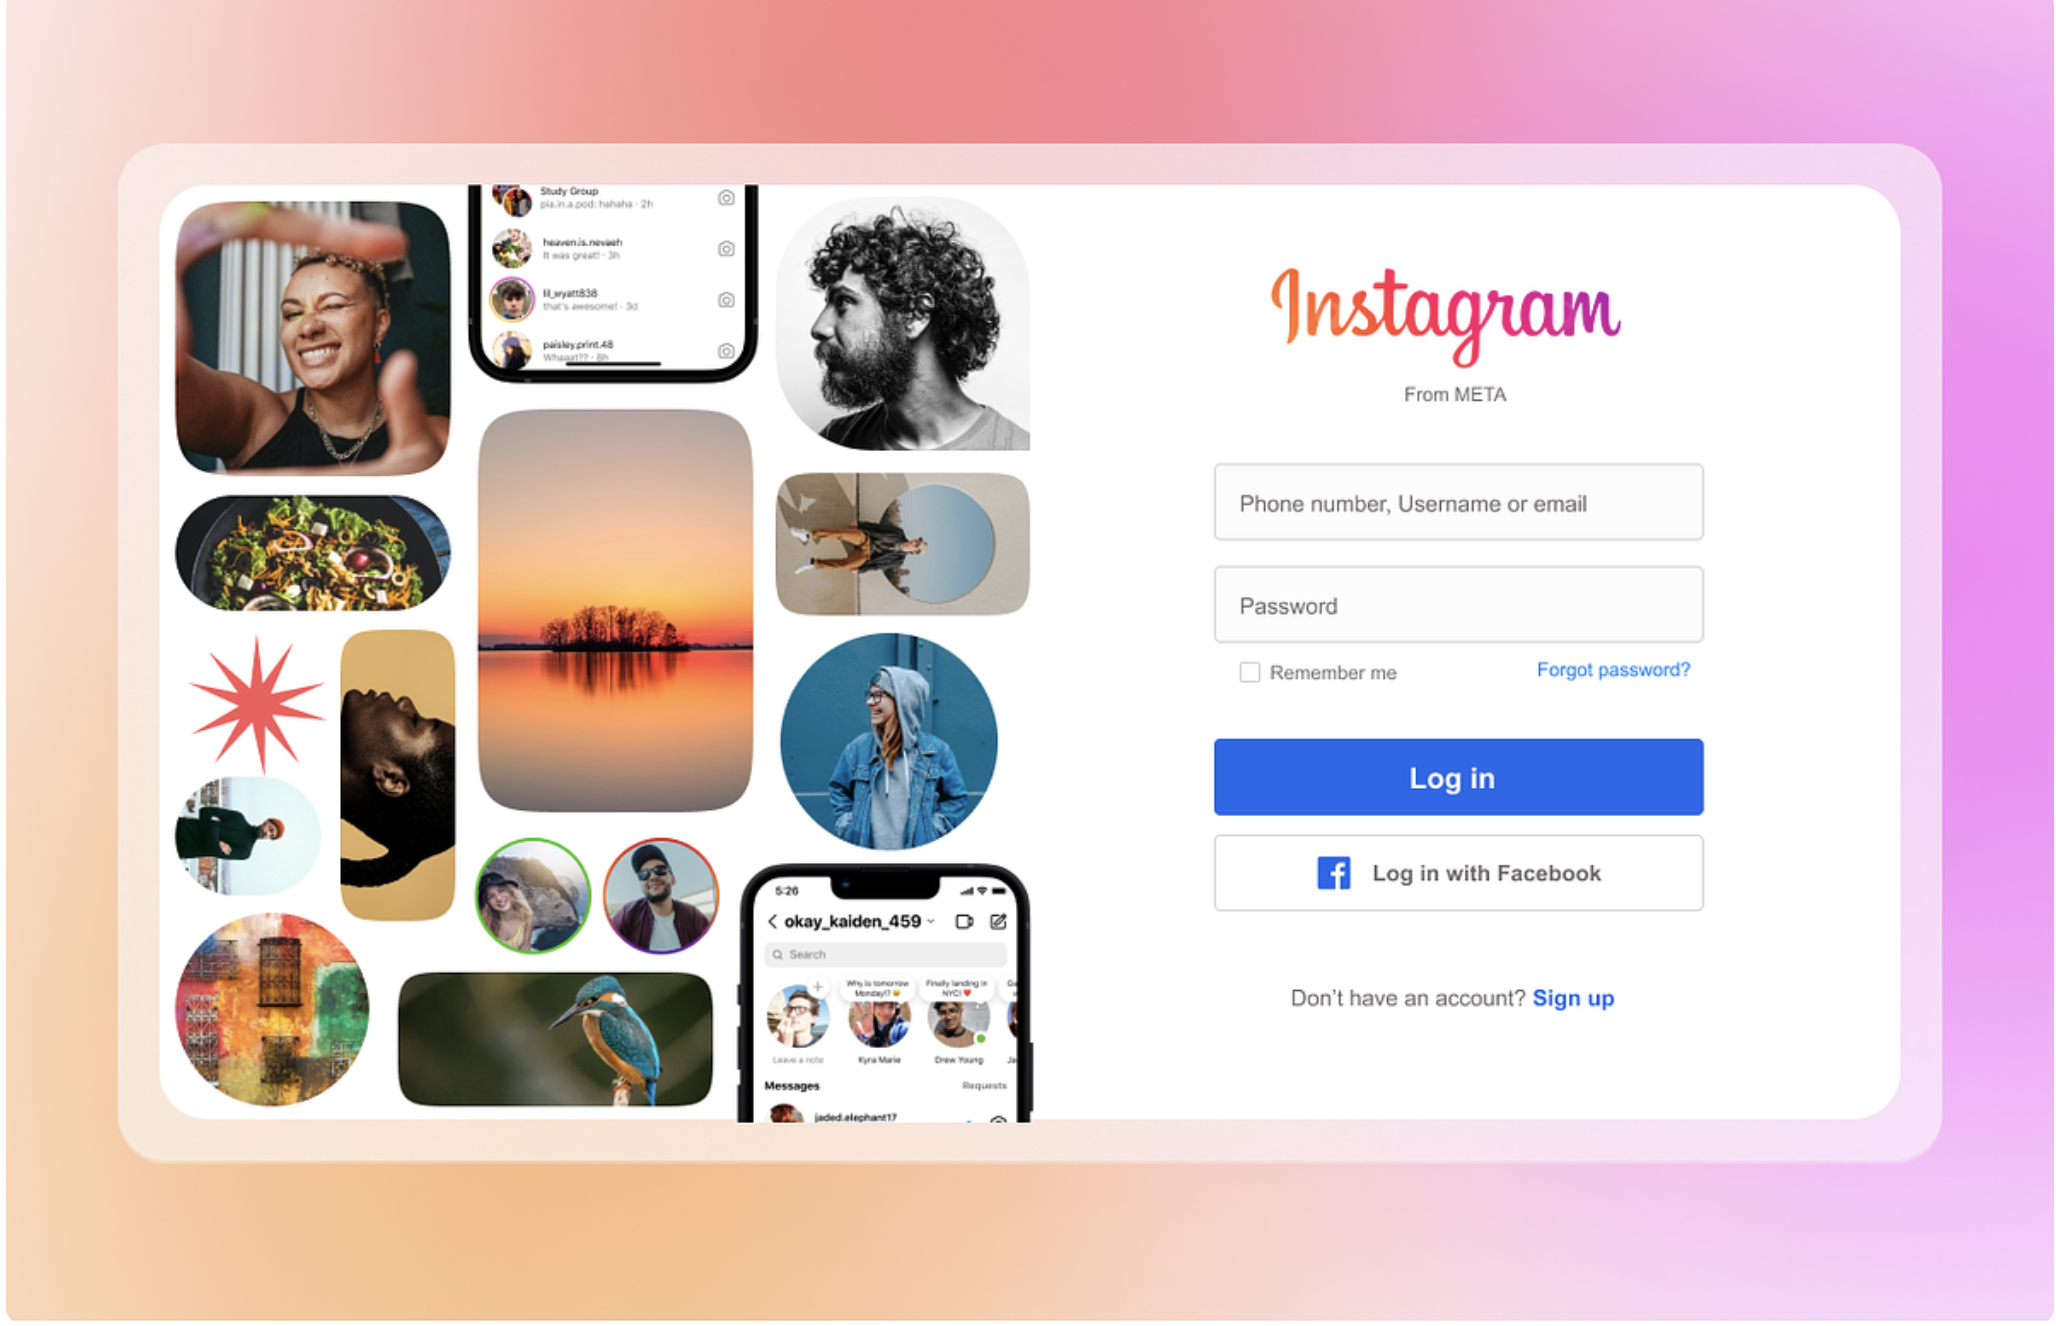 Study Group
pia.in.a.pod: hahaha · 2h
heaven.is.nevaeh
It was great! · 3h
lil_wyatt838
that's awesome! · 3d
paisley.print.48
Whaaat?? · 8h
5:26
okay_kaiden_459
Search
Why is tomorrow
Monday!? 😩
Finally landing in
NYC! ❤️
Leave a note
Kyra Marie
Drew Young
Messages
Requests
jaded.elephant17
Instagram
From META
Phone number, Username or email
Password
Remember me
Forgot password?
Log in
Log in with Facebook
Don’t have an account? Sign up